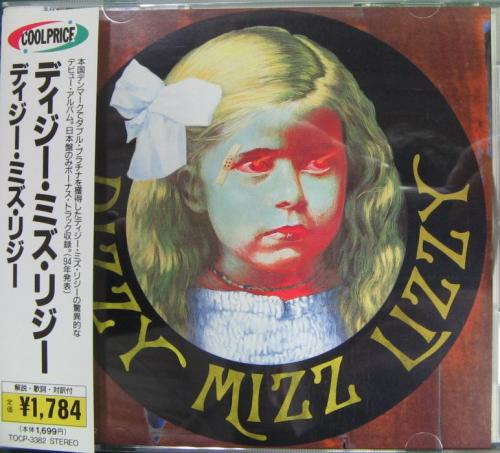 COOLPRICE
ディジー・ミズ・リジー
ディジー・ミズ・リジー
本国デンマークでダブル・プラチナを獲得したディジー・ミズ・リジーの驚異的な
デビュー・アルバム。日本盤のみボーナス・トラック収録。('94年発表)
解説・歌詞・対訳付
定価 ¥1,784
(本体1,699円)
TOCP-3382 STEREO
DIZZY MIZZ LIZZY